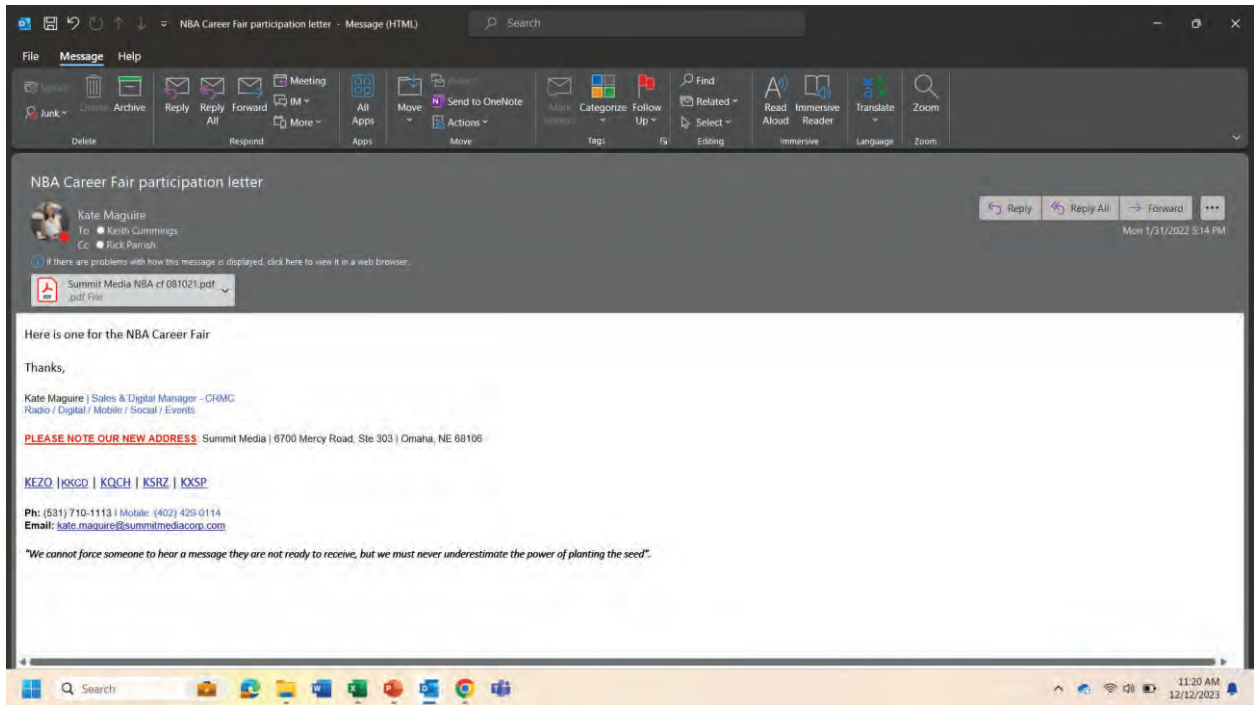 NBA Career Fair participation letter - Message (HTML)
Search
File Message Help
Ignore
Junk
Delete
Archive
Reply
Reply All
Forward
Meeting
IM
More
All Apps
Move
Rules
Send to OneNote
Actions
Mark Unread
Categorize
Follow Up
Find
Related
Select
Read Aloud
Immersive Reader
Translate
Zoom
Delete
Respond
Apps
Move
Tags
Editing
Immersive
Language
Zoom
NBA Career Fair participation letter
Kate Maguire
To Keith Cummings
Cc Rick Parrish
Reply
Reply All
Forward
Mon 1/31/2022 5:14 PM
If there are problems with how this message is displayed, click here to view it in a web browser.
Summit Media NBA cf 081021.pdf
.pdf File
Here is one for the NBA Career Fair
Thanks,
Kate Maguire | Sales & Digital Manager - CRMC
Radio / Digital / Mobile / Social / Events
PLEASE NOTE OUR NEW ADDRESS: Summit Media | 6700 Mercy Road, Ste 303 | Omaha, NE 68106
KEZO |KKCD | KQCH | KSRZ | KXSP
Ph: (531) 710-1113 I Mobile: (402) 429-0114
Email: kate.maguire@summitmediacorp.com
"We cannot force someone to hear a message they are not ready to receive, but we must never underestimate the power of planting the seed".
Search
11:20 AM
12/12/2023